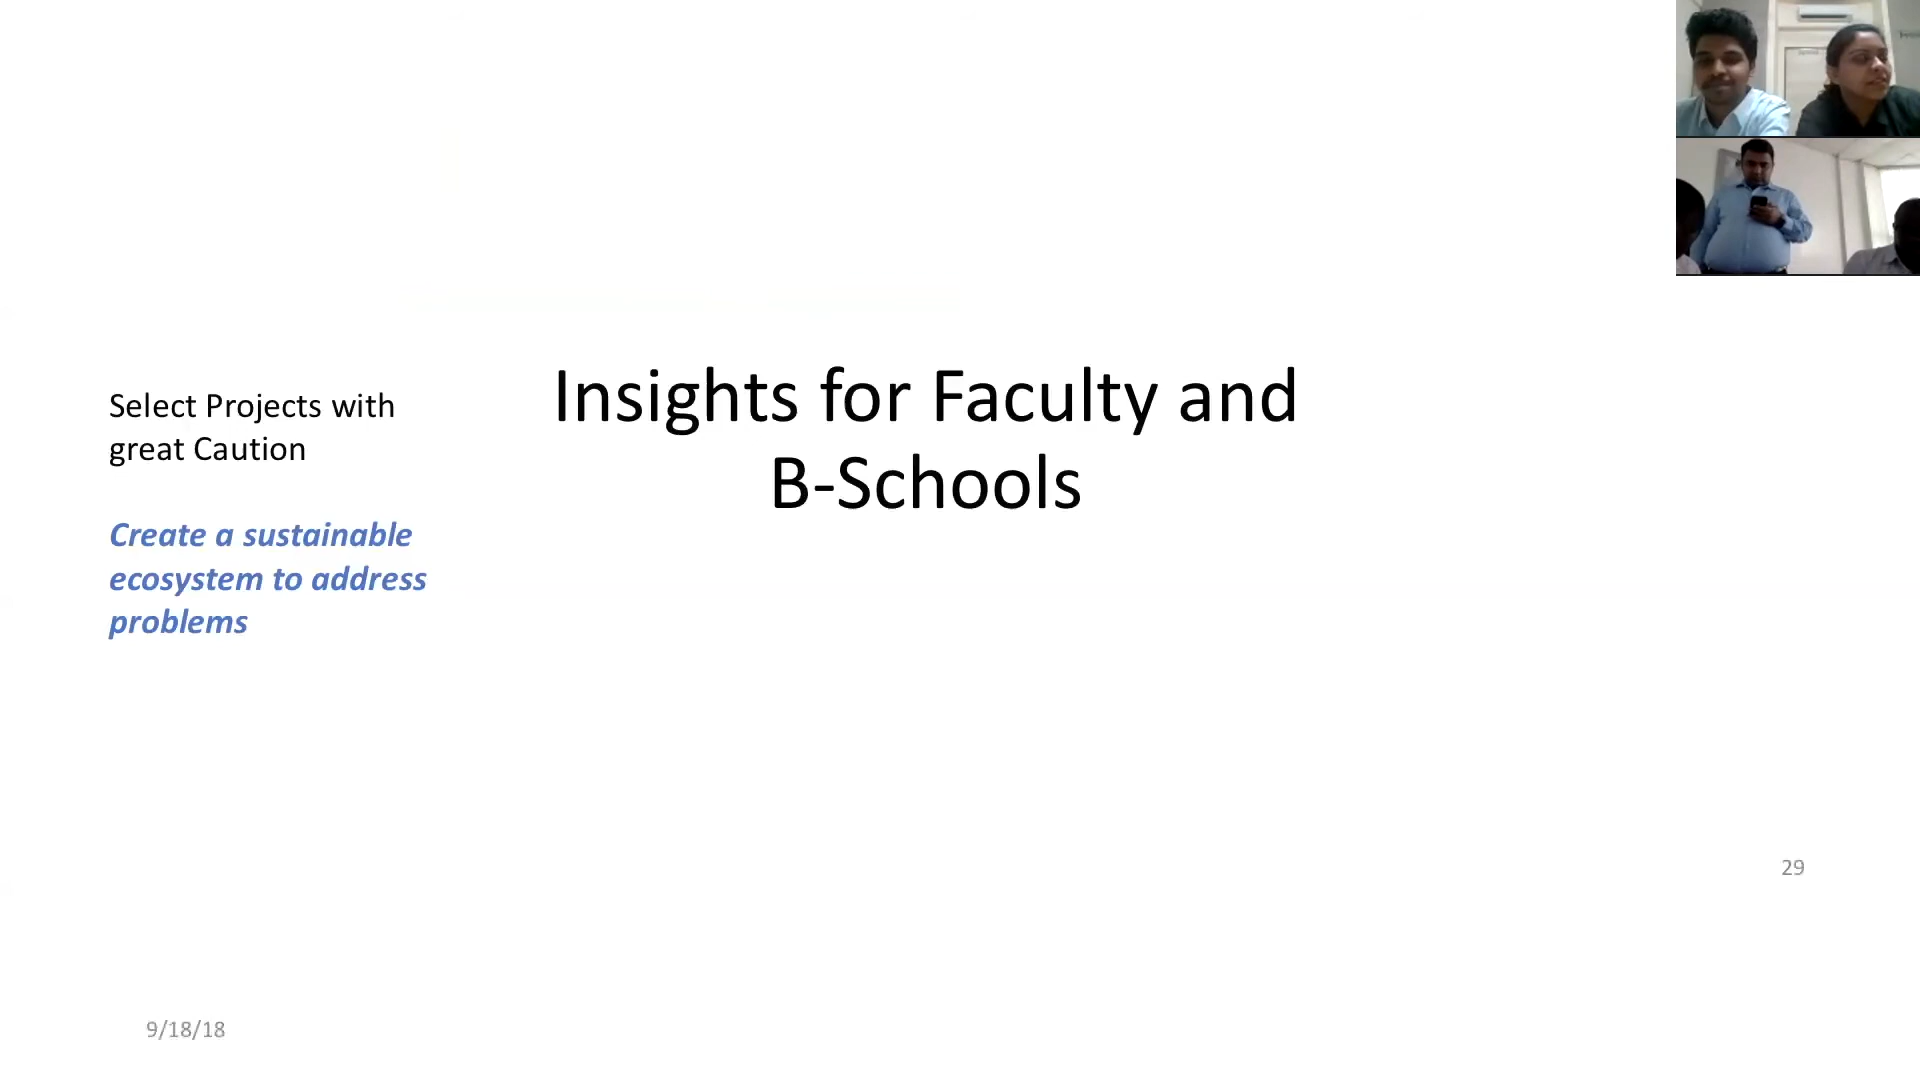 Insights for Faculty and
B-Schools
Select Projects with
great Caution
Create a sustainable
ecosystem to address
problems
29
9/18/18